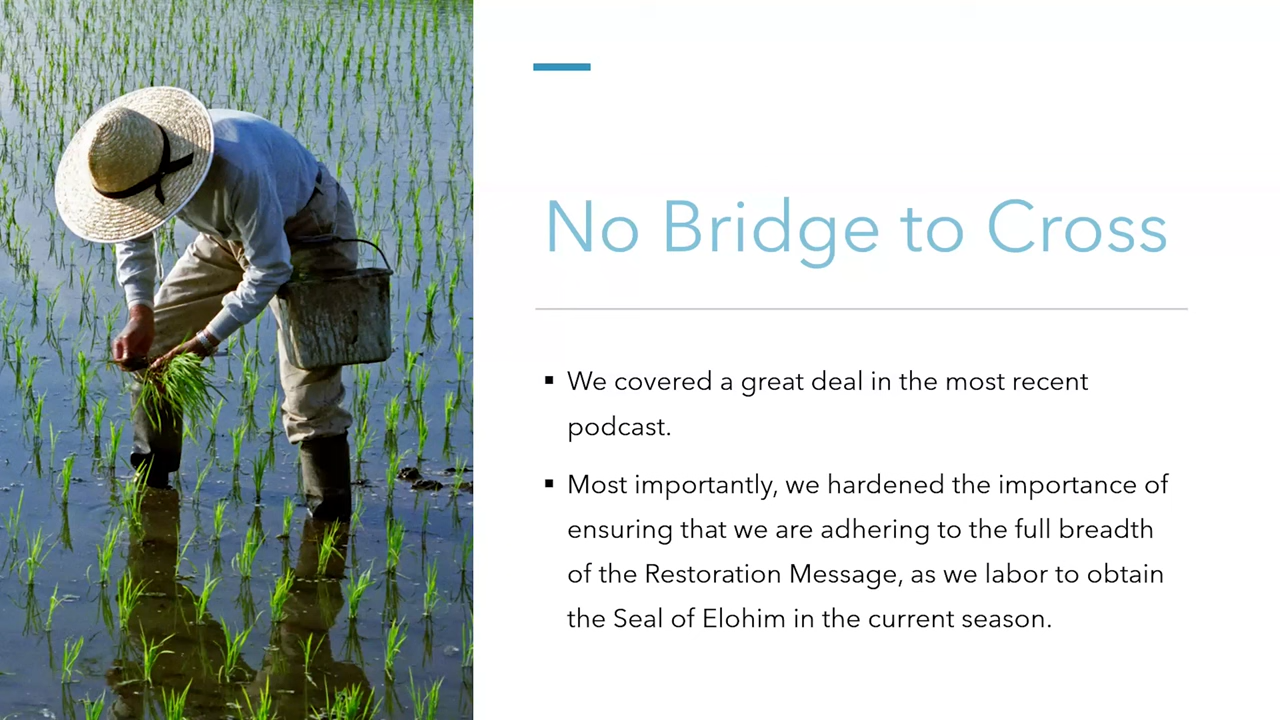 No Bridge to Cross
▪ We covered a great deal in the most recent
podcast.
▪ Most importantly, we hardened the importance of
ensuring that we are adhering to the full breadth
of the Restoration Message, as we labor to obtain
the Seal of Elohim in the current season.